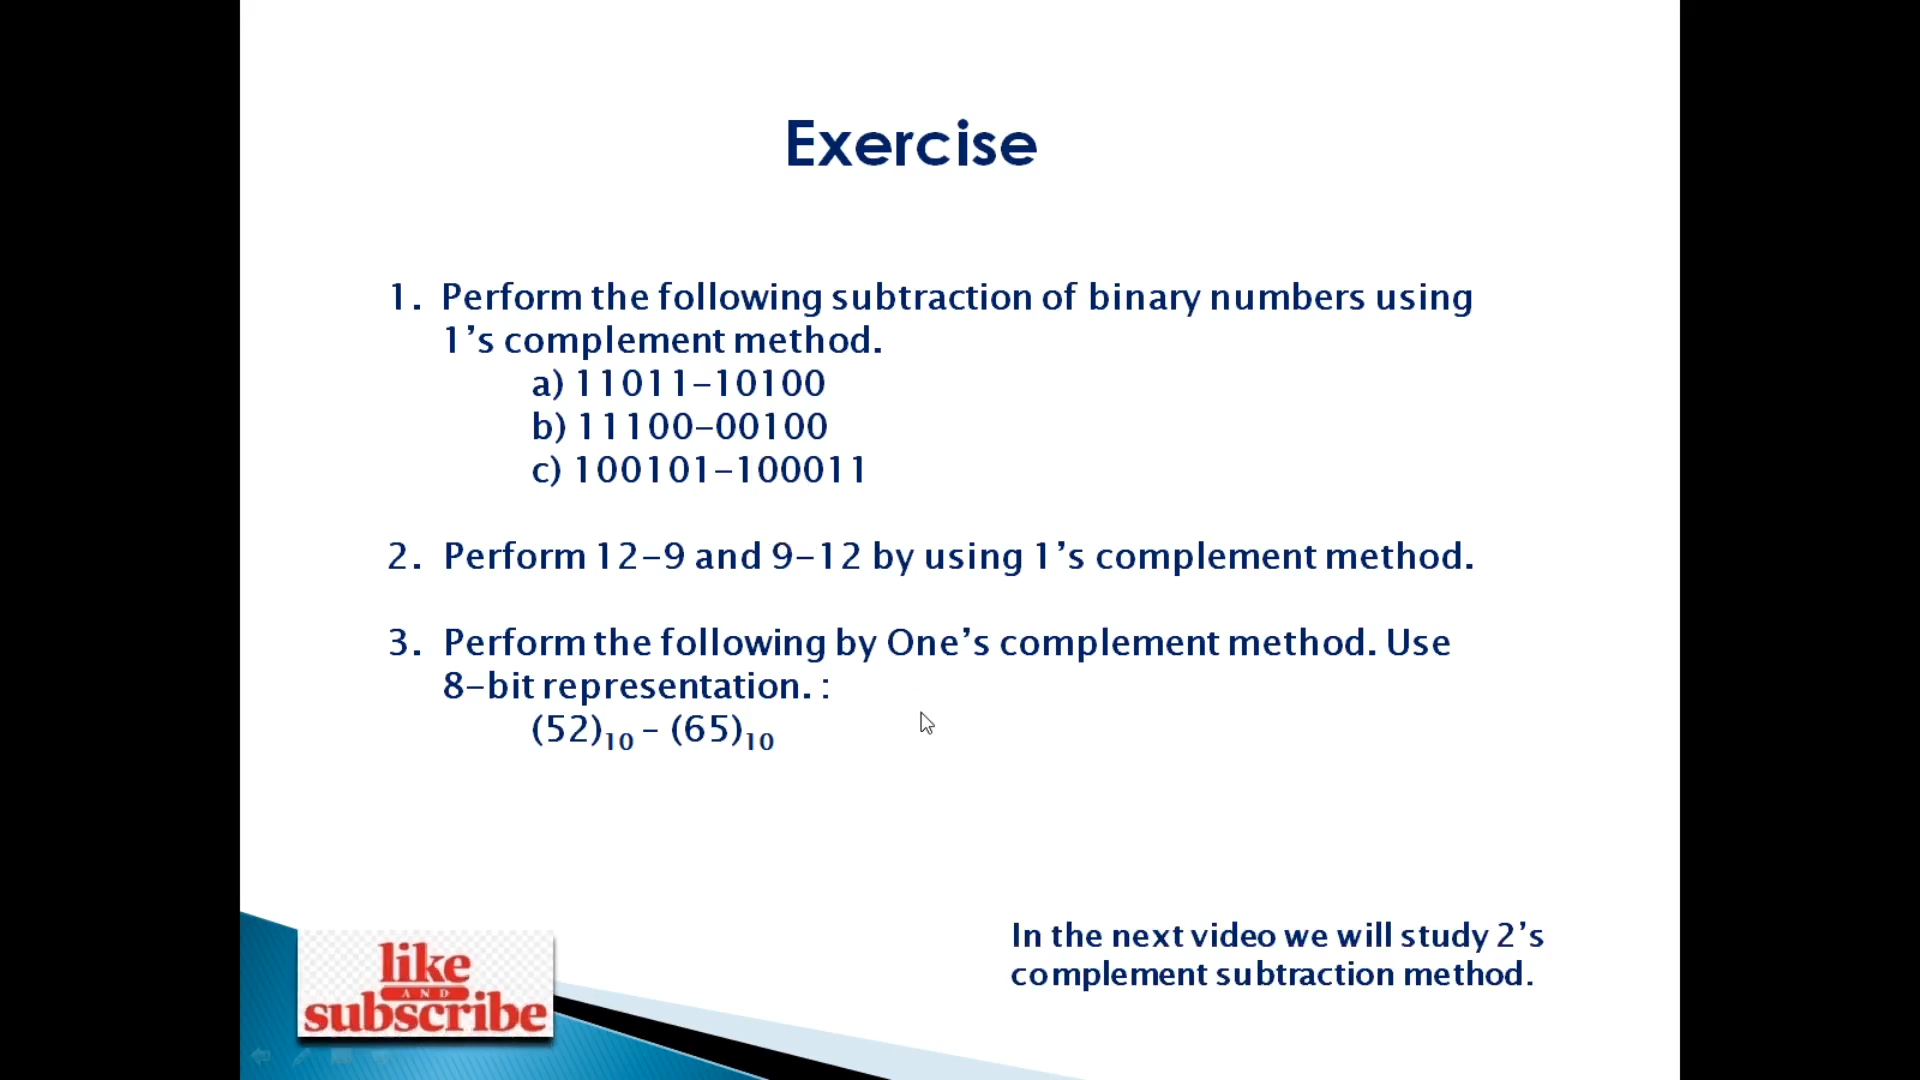 Exercise
1. Perform the following subtraction of binary numbers using
1’s complement method.
a) 11011-10100
b) 11100-00100
c) 100101-100011
2. Perform 12-9 and 9-12 by using 1’s complement method.
3. Perform the following by One’s complement method. Use
8-bit representation. :
(52)₁₀ - (65)₁₀
In the next video we will study 2’s
complement subtraction method.
like
AND
subscribe